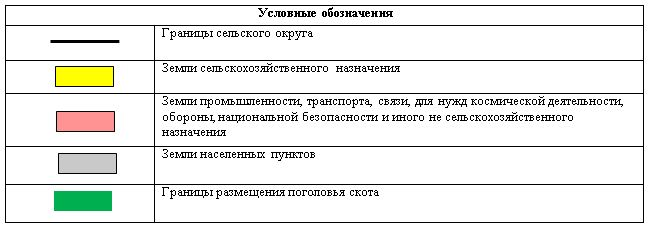 Условные обозначения
Границы сельского округа
Земли сельскохозяйственного назначения
Земли промышленности, транспорта, связи, для нужд космической деятельности,
обороны, национальной безопасности и иного не сельскохозяйственного
назначения
Земли населенных пунктов
Границы размещения поголовья скота